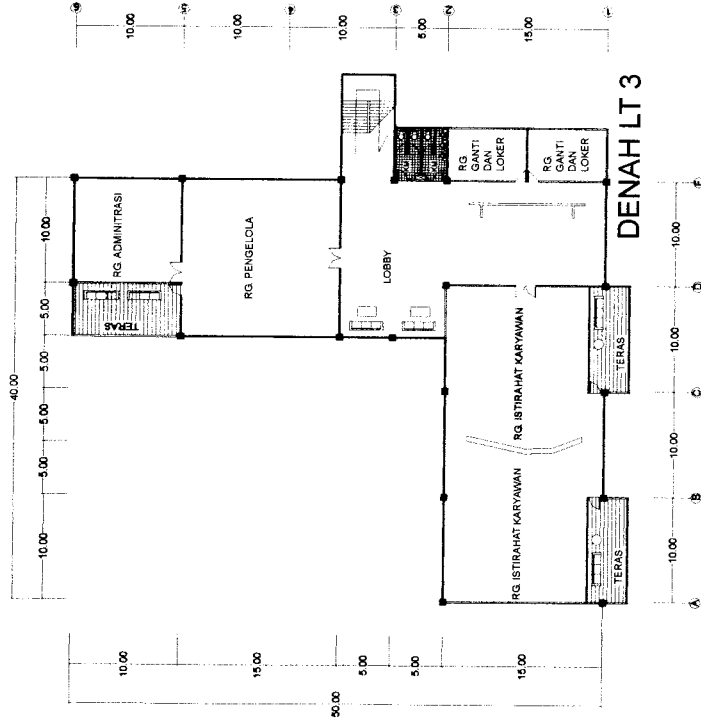 10.00
10.00
10.00
5.00
15.00
40.00
10.00
5.00
5.00
5.00
5.00
10.00
RG. ADMINITRASI
TERAS
RG. PENGELOLA
LOBBY
RG.
GANTI
DAN
LOKER
RG.
GANTI
DAN
LOKER
DENAH LT 3
RG. ISTIRAHAT KARYAWAN
RG. ISTIRAHAT KARYAWAN
TERAS
TERAS
10.00
15.00
5.00
5.00
15.00
50.00
10.00
10.00
10.00
10.00
A
B
C
D